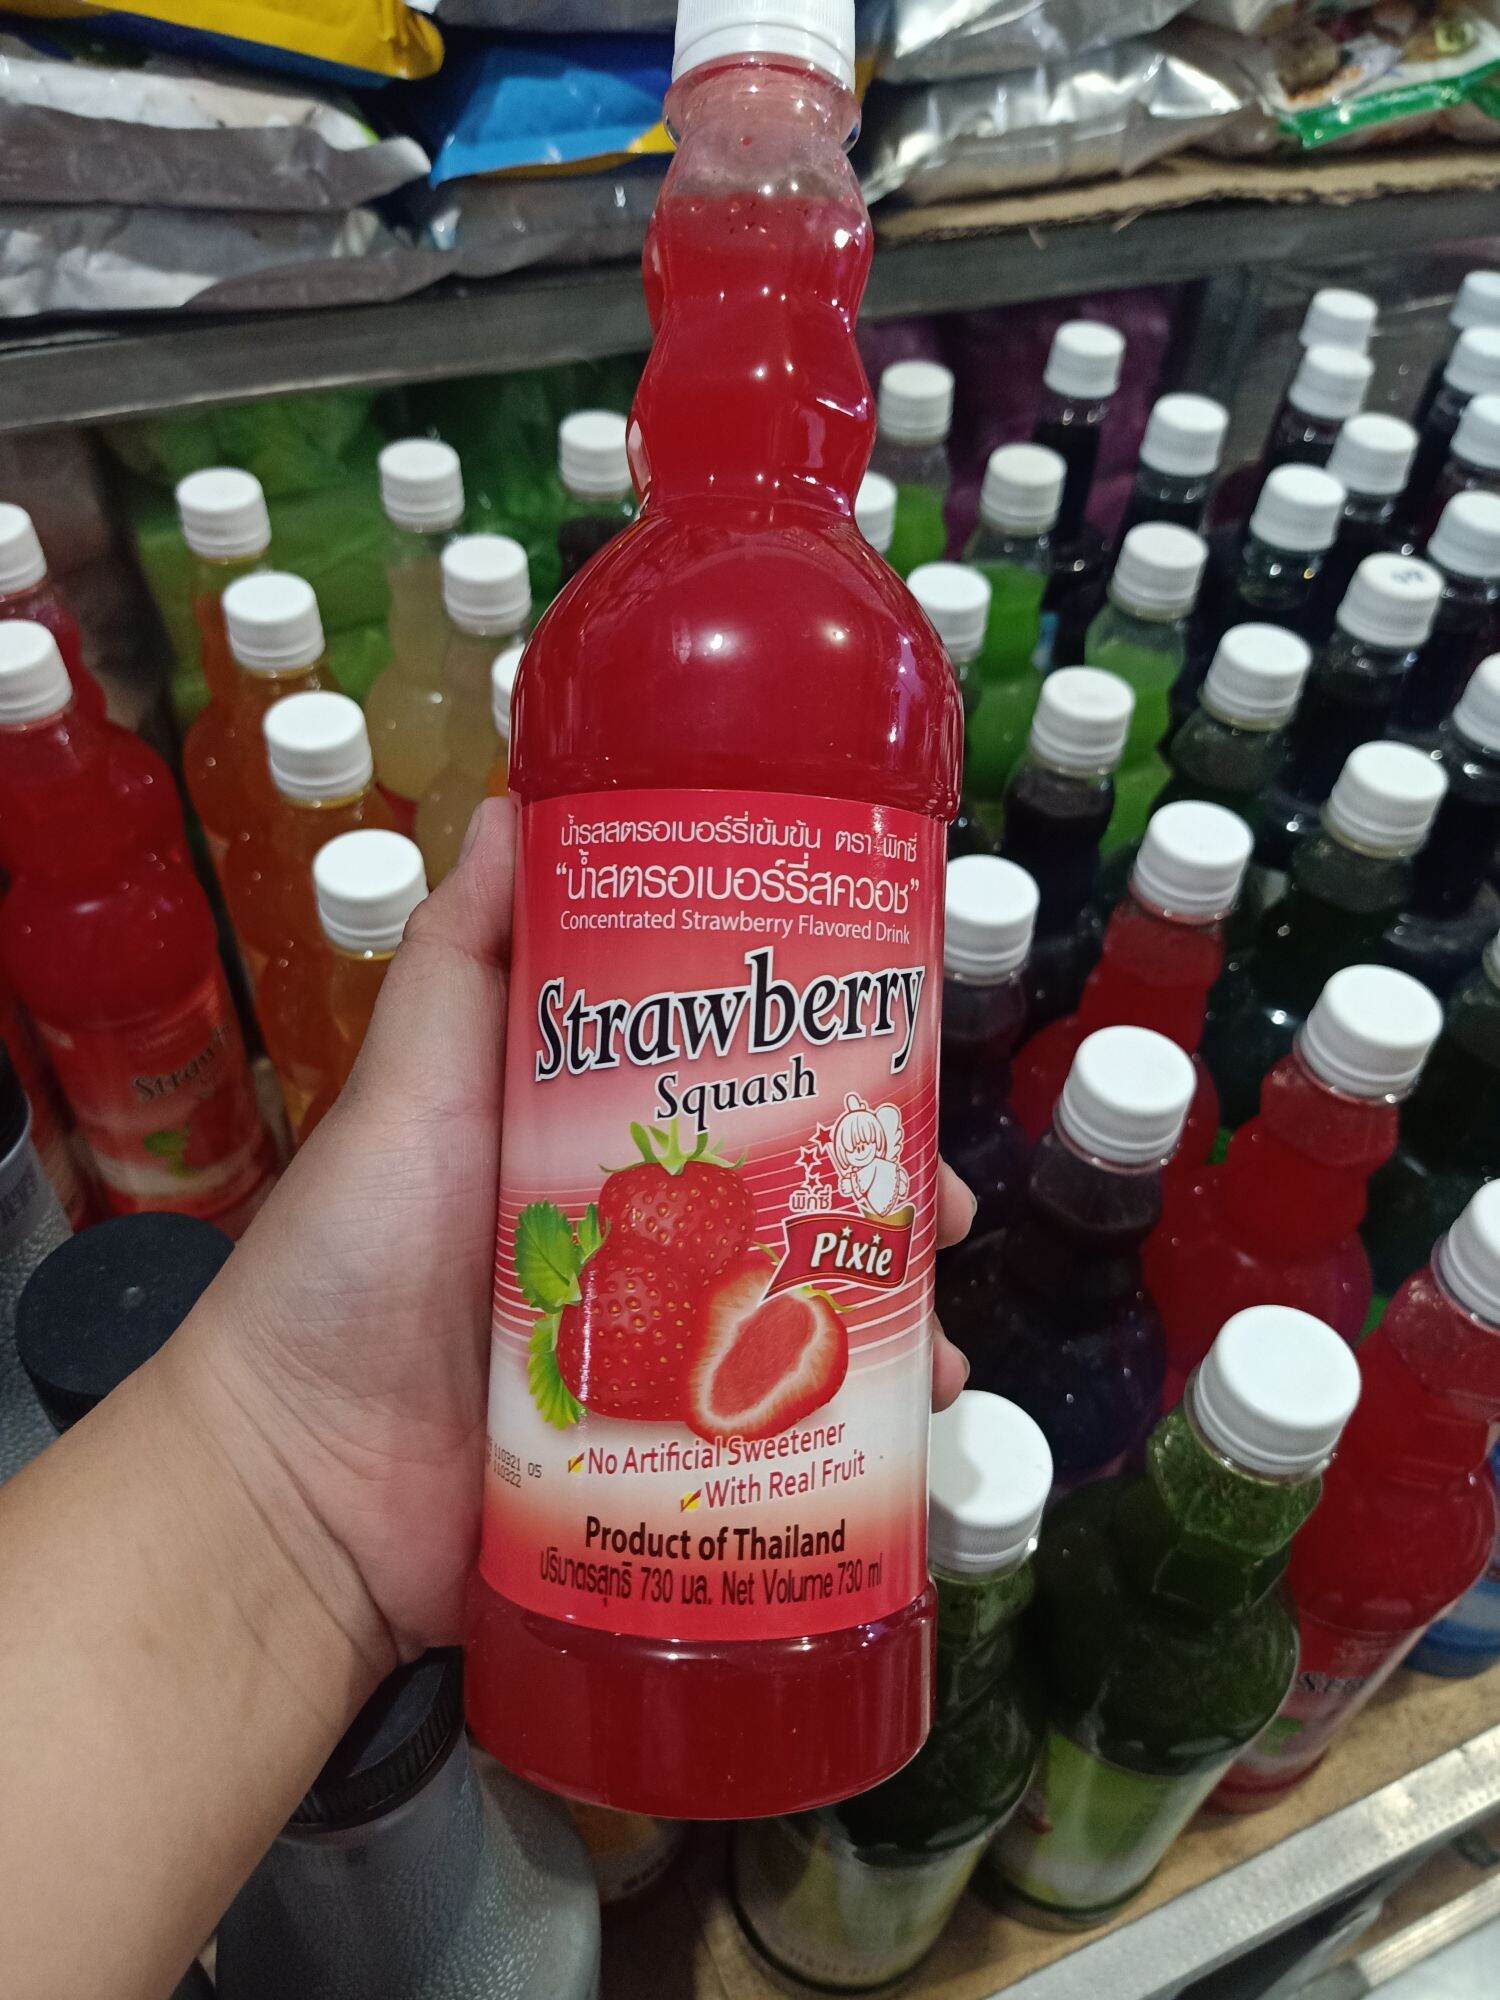 น้ำรสสตรอเบอร์รี่เข้มข้น ตรา พิกซี่
“น้ำสตรอเบอร์รี่สควอช”
Concentrated Strawberry Flavored Drink
Strawberry
Squash
พิกซี่
Pixie
No Artificial Sweetener
With Real Fruit
110321 05
110322
Product of Thailand
ปริมาตรสุทธิ 730 มล. Net Volume 730 ml